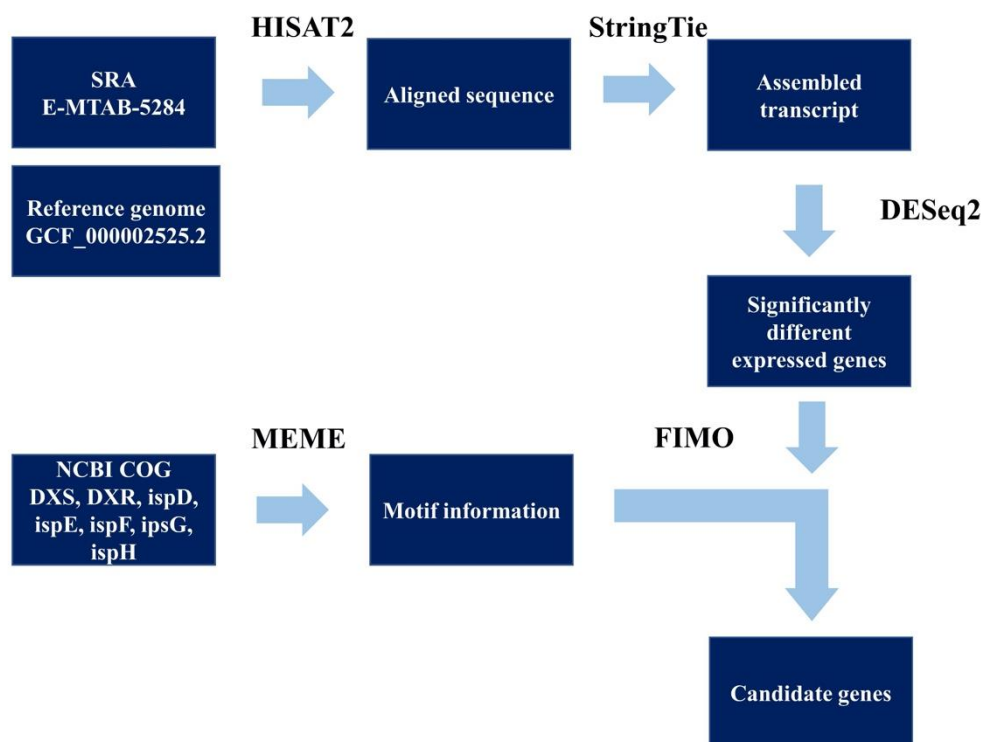 HISAT2
StringTie
SRA
E-MTAB-5284
Aligned sequence
Assembled
transcript
Reference genome
GCF_000002525.2
DESeq2
Significantly
different
expressed genes
MEME
FIMO
NCBI COG
DXS, DXR, ispD,
ispE, ispF, ipsG,
ispH
Motif information
Candidate genes